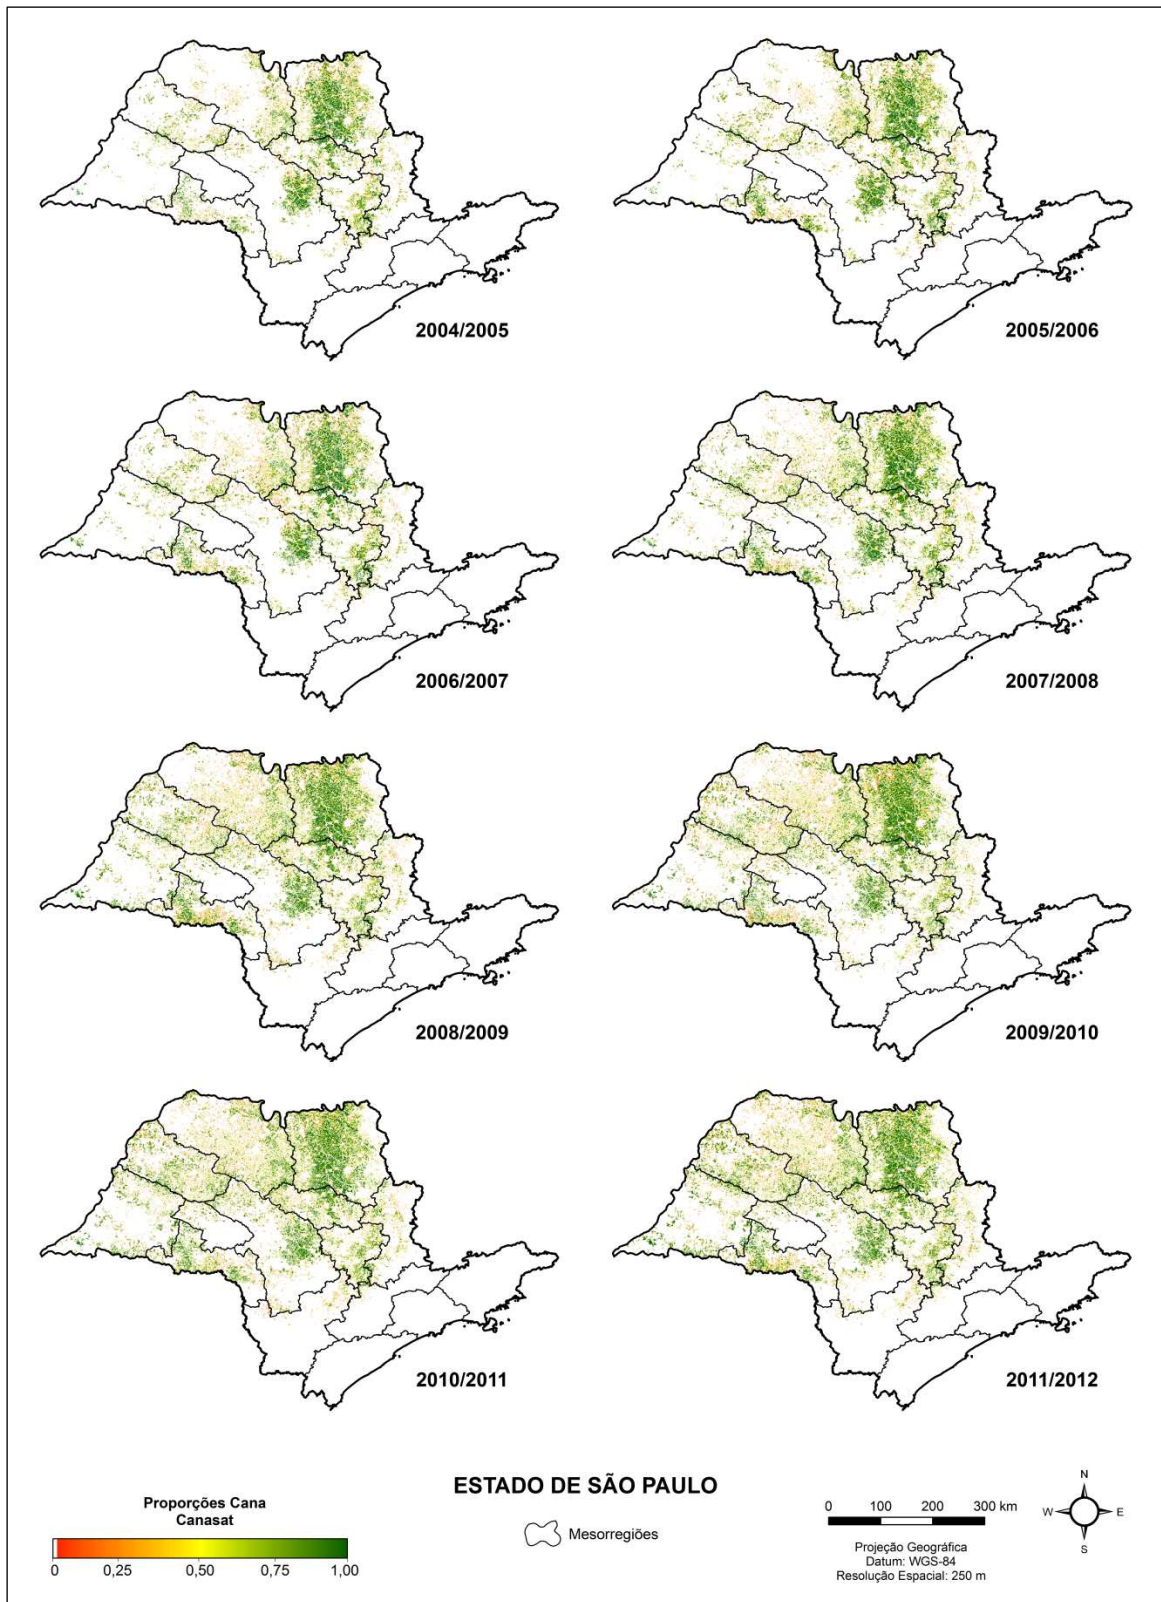 2004/2005
2005/2006
2006/2007
2007/2008
2008/2009
2009/2010
2010/2011
2011/2012
ESTADO DE SÃO PAULO
Proporções Cana
Canasat
0 0,25 0,50 0,75 1,00
Mesorregiões
0 100 200 300 km
Projeção Geográfica
Datum: WGS-84
Resolução Espacial: 250 m
N
W E
S